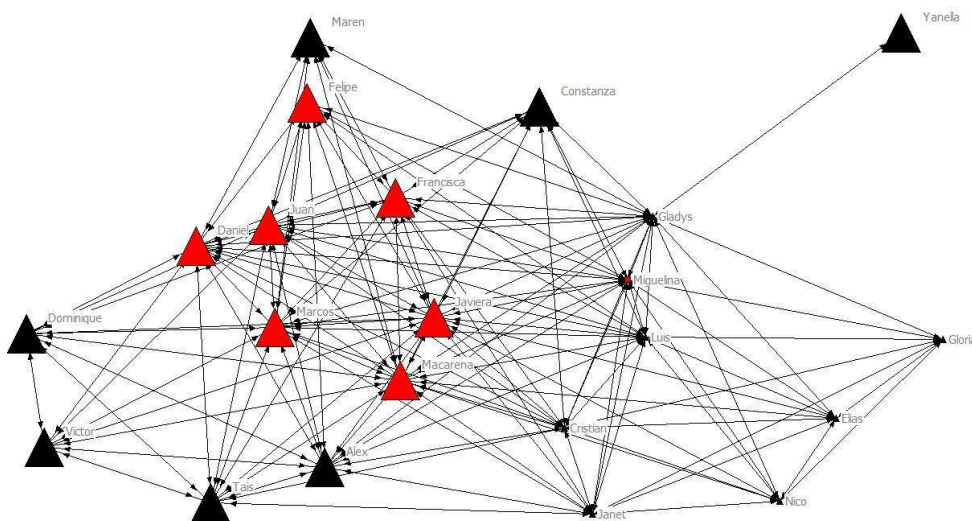 Yanella
Maren
Felipe
Constanza
Francisca
Juan
Daniel
Gladys
Miguelina
Javiera
Marcos
Dominique
Luis
Gloria
Macarena
Elias
Cristian
Victor
Alex
Tais
Nico
Janet